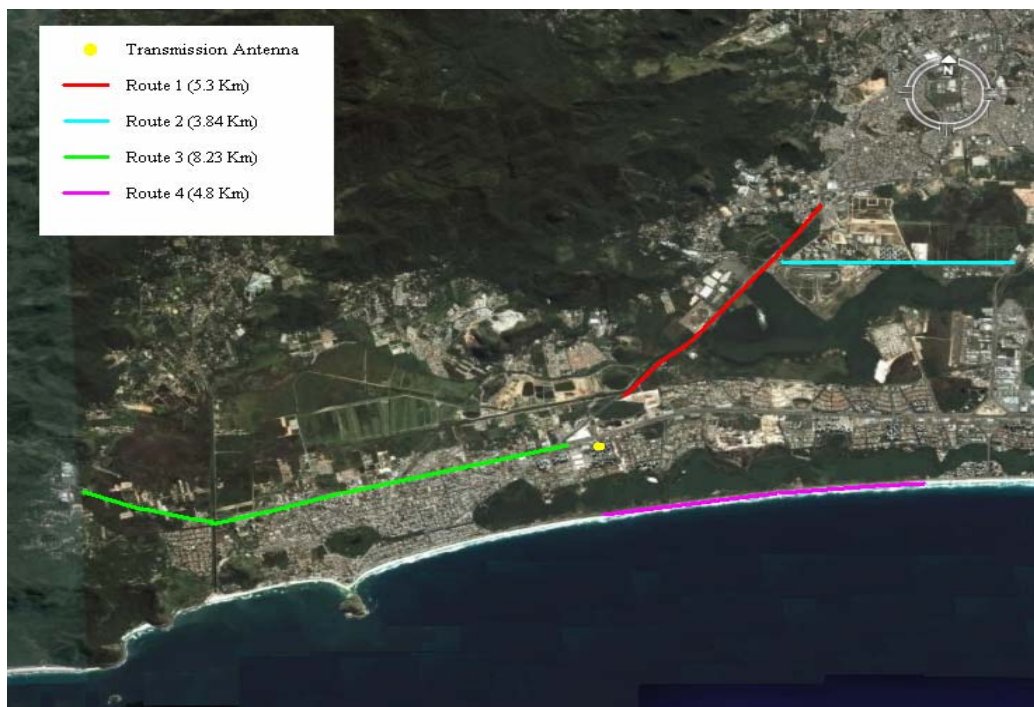 Transmission Antenna
Route 1 (5.3 Km)
Route 2 (3.84 Km)
Route 3 (8.23 Km)
Route 4 (4.8 Km)
N